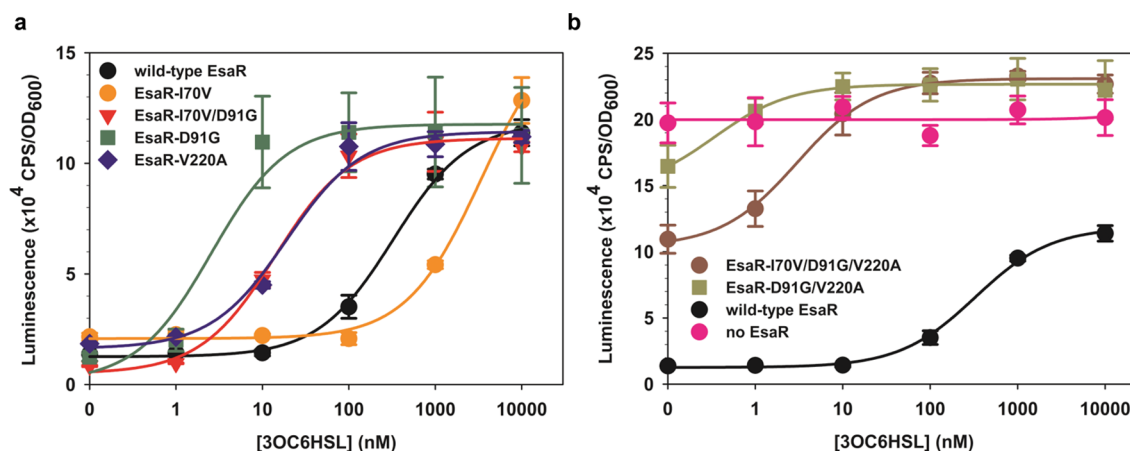 a
b
15
10
5
0
Luminescence (x10⁴ CPS/OD₆₀₀)
wild-type EsaR
EsaR-I70V
EsaR-I70V/D91G
EsaR-D91G
EsaR-V220A
0 1 10 100 1000 10000
[3OC6HSL] (nM)
25
20
15
10
5
0
Luminescence (x10⁴ CPS/OD₆₀₀)
EsaR-I70V/D91G/V220A
EsaR-D91G/V220A
wild-type EsaR
no EsaR
0 1 10 100 1000 10000
[3OC6HSL] (nM)